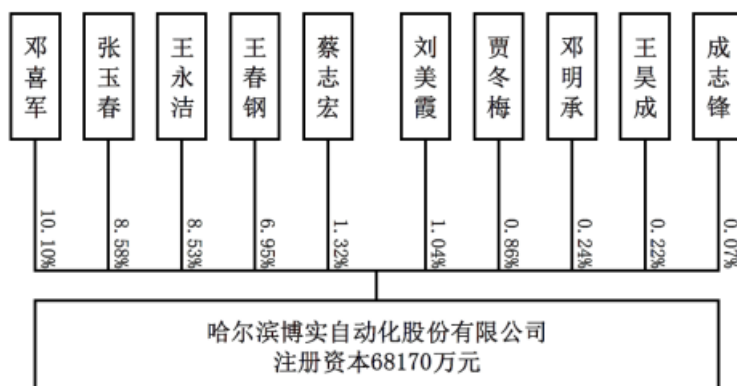 邓喜军
张玉春
王永洁
王春钢
蔡志宏
刘美霞
贾冬梅
邓明承
王昊成
成志锋
10.10%
8.58%
8.53%
6.95%
1.32%
1.04%
0.86%
0.24%
0.22%
0.07%
哈尔滨博实自动化股份有限公司
注册资本68170万元